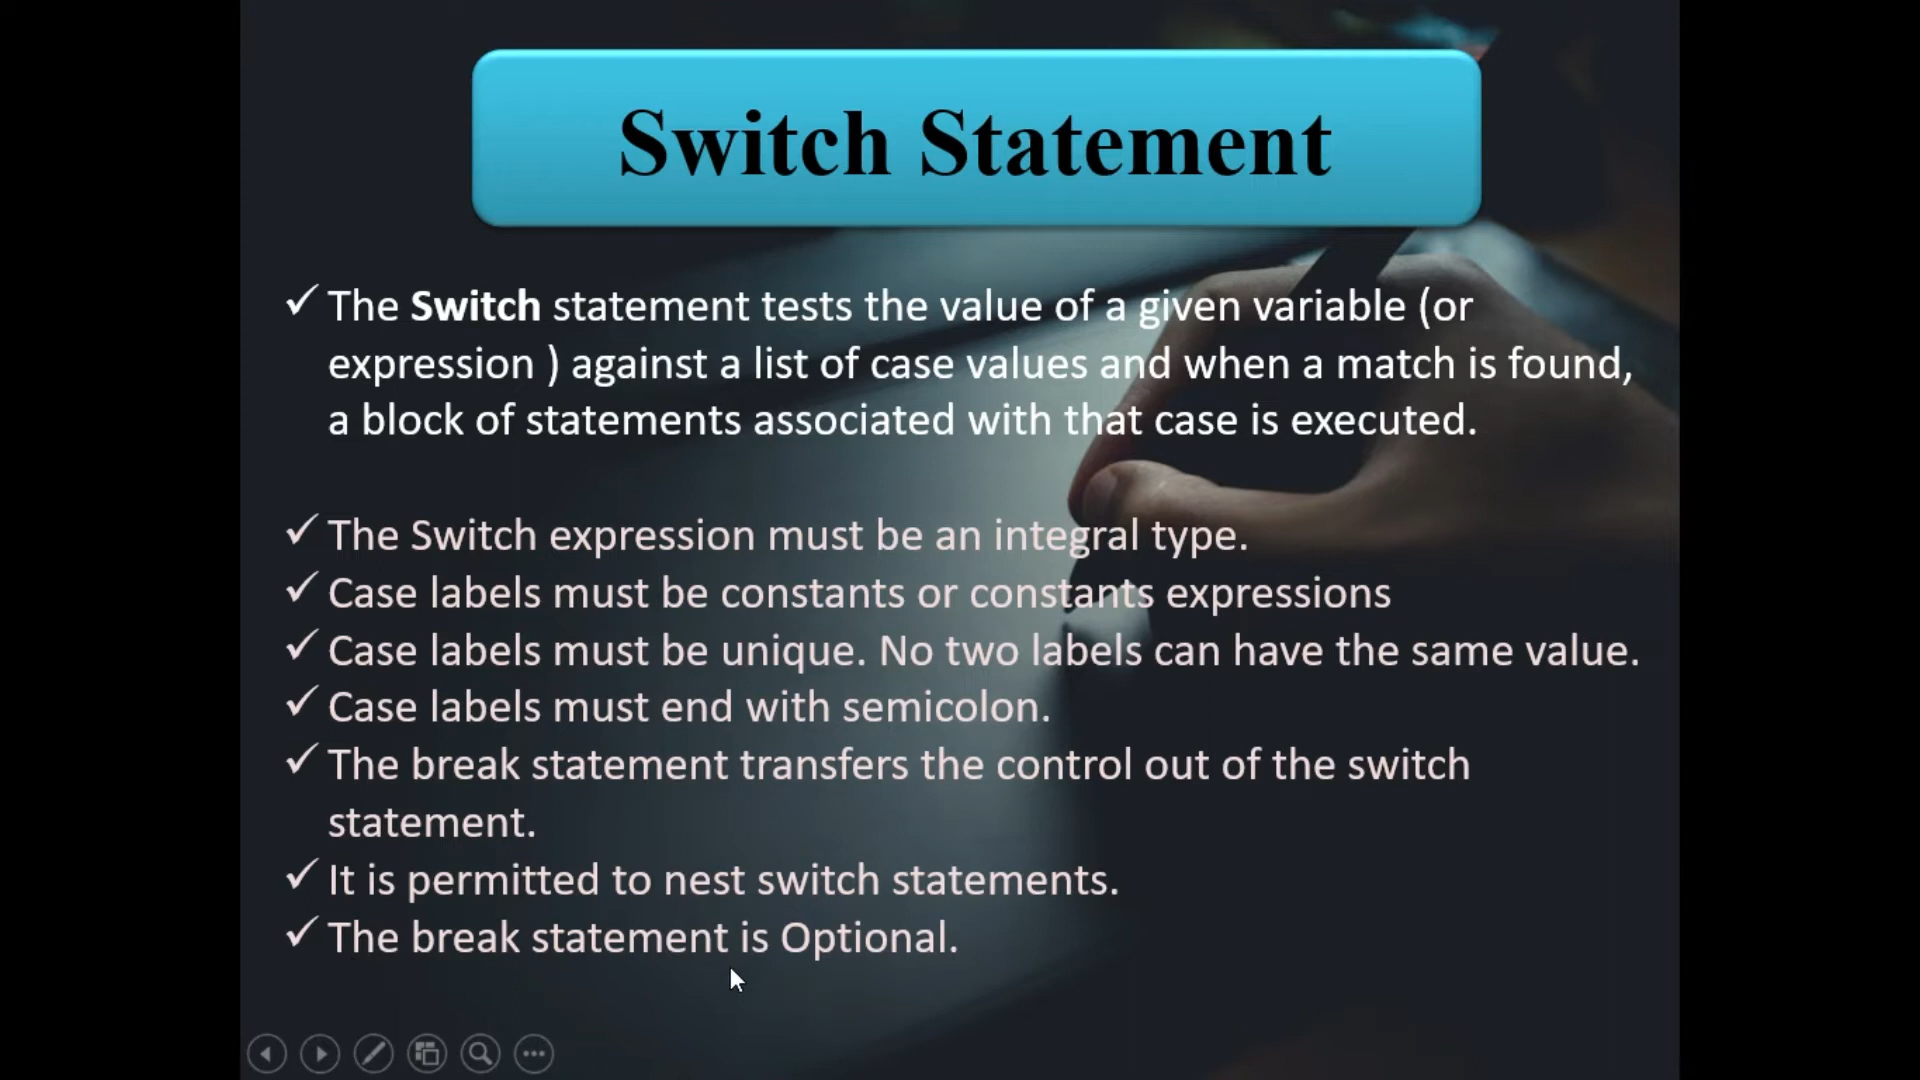 Switch Statement
✓ The Switch statement tests the value of a given variable (or
expression ) against a list of case values and when a match is found,
a block of statements associated with that case is executed.
✓ The Switch expression must be an integral type.
✓ Case labels must be constants or constants expressions
✓ Case labels must be unique. No two labels can have the same value.
✓ Case labels must end with semicolon.
✓ The break statement transfers the control out of the switch
statement.
✓ It is permitted to nest switch statements.
✓ The break statement is Optional.